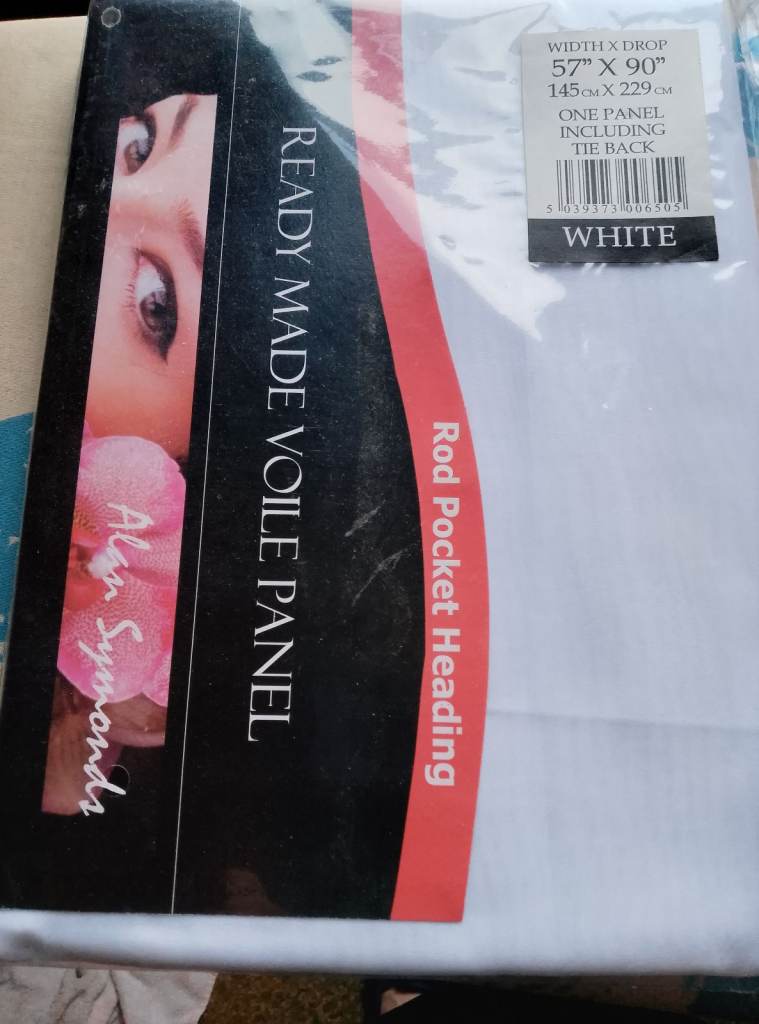 WIDTH X DROP
57" X 90"
145 CM X 229 CM
ONE PANEL
INCLUDING
TIE BACK
5 039373 006505
WHITE
Rod Pocket Heading
READY MADE VOILE PANEL
Alan Symonds